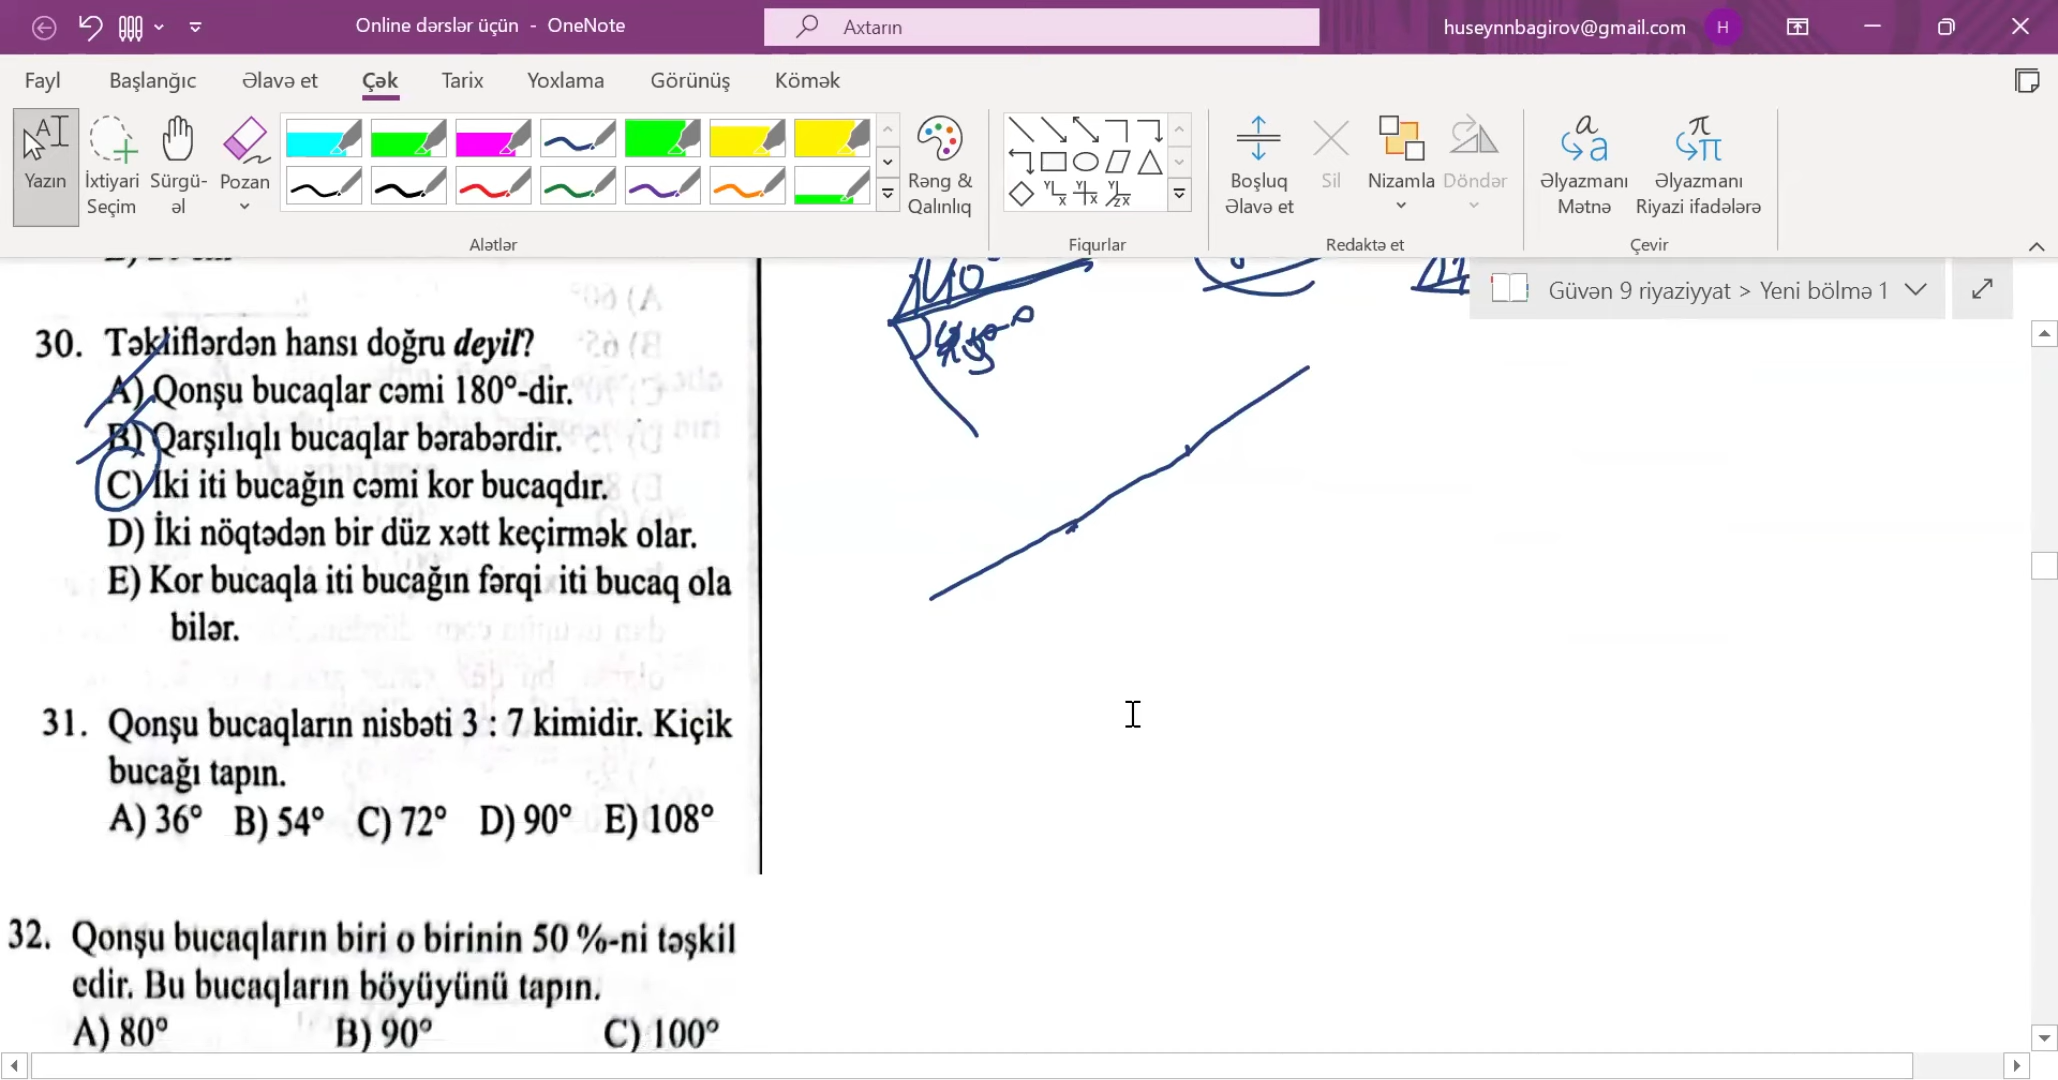 Online dərslər üçün - OneNote
Axtarın
huseynnbagirov@gmail.com
H
Fayl
Başlanğıc
Əlavə et
Çək
Tarix
Yoxlama
Görünüş
Kömək
Yazın
İxtiyari Seçim
Sürgü-əl
Pozan
Rəng & Qalınlıq
Boşluq Əlavə et
Sil
Nizamla
Döndər
Əlyazmanı Mətnə
Əlyazmanı Riyazi ifadələrə
Alətlər
Fiqurlar
Redaktə et
Çevir
Güvən 9 riyaziyyat > Yeni bölmə 1
30. Təkliflərdən hansı doğru deyil?
A) Qonşu bucaqlar cəmi 180°-dir.
B) Qarşılıqlı bucaqlar bərabərdir.
C) İki iti bucağın cəmi kor bucaqdır.
D) İki nöqtədən bir düz xətt keçirmək olar.
E) Kor bucaqla iti bucağın fərqi iti bucaq ola
bilər.
31. Qonşu bucaqların nisbəti 3 : 7 kimidir. Kiçik
bucağı tapın.
A) 36° B) 54° C) 72° D) 90° E) 108°
32. Qonşu bucaqların biri o birinin 50 %-ni təşkil
edir. Bu bucaqların böyüyünü tapın.
A) 80° B) 90° C) 100°